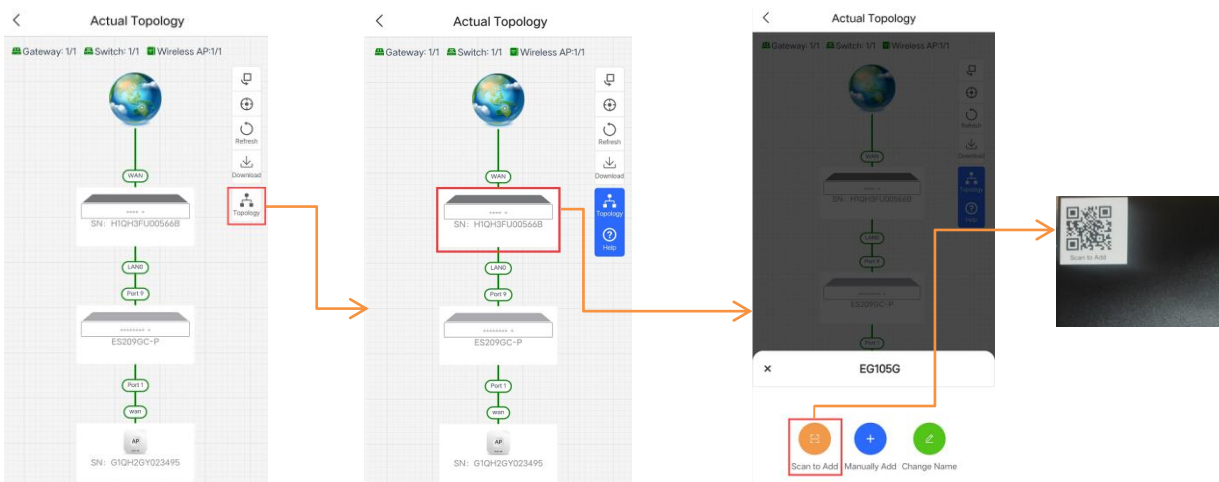 Actual Topology
Gateway: 1/1 Switch: 1/1 Wireless AP:1/1
Refresh
Download
Topology
WAN
SN: H1QH3FU00566B
LAN0
Port 9
ES209GC-P
Port 1
wan
AP
SN: G1QH2GY023495
Actual Topology
Gateway: 1/1 Switch: 1/1 Wireless AP:1/1
Refresh
Download
Topology
Help
WAN
SN: H1QH3FU00566B
LAN0
Port 9
ES209GC-P
Port 1
wan
AP
SN: G1QH2GY023495
Actual Topology
Gateway: 1/1 Switch: 1/1 Wireless AP:1/1
Refresh
Download
Topology
Help
WAN
SN: H1QH3FU00566B
LAN0
Port 9
ES209GC-P
Port 1
EG105G
Scan to Add Manually Add Change Name
Scan to Add